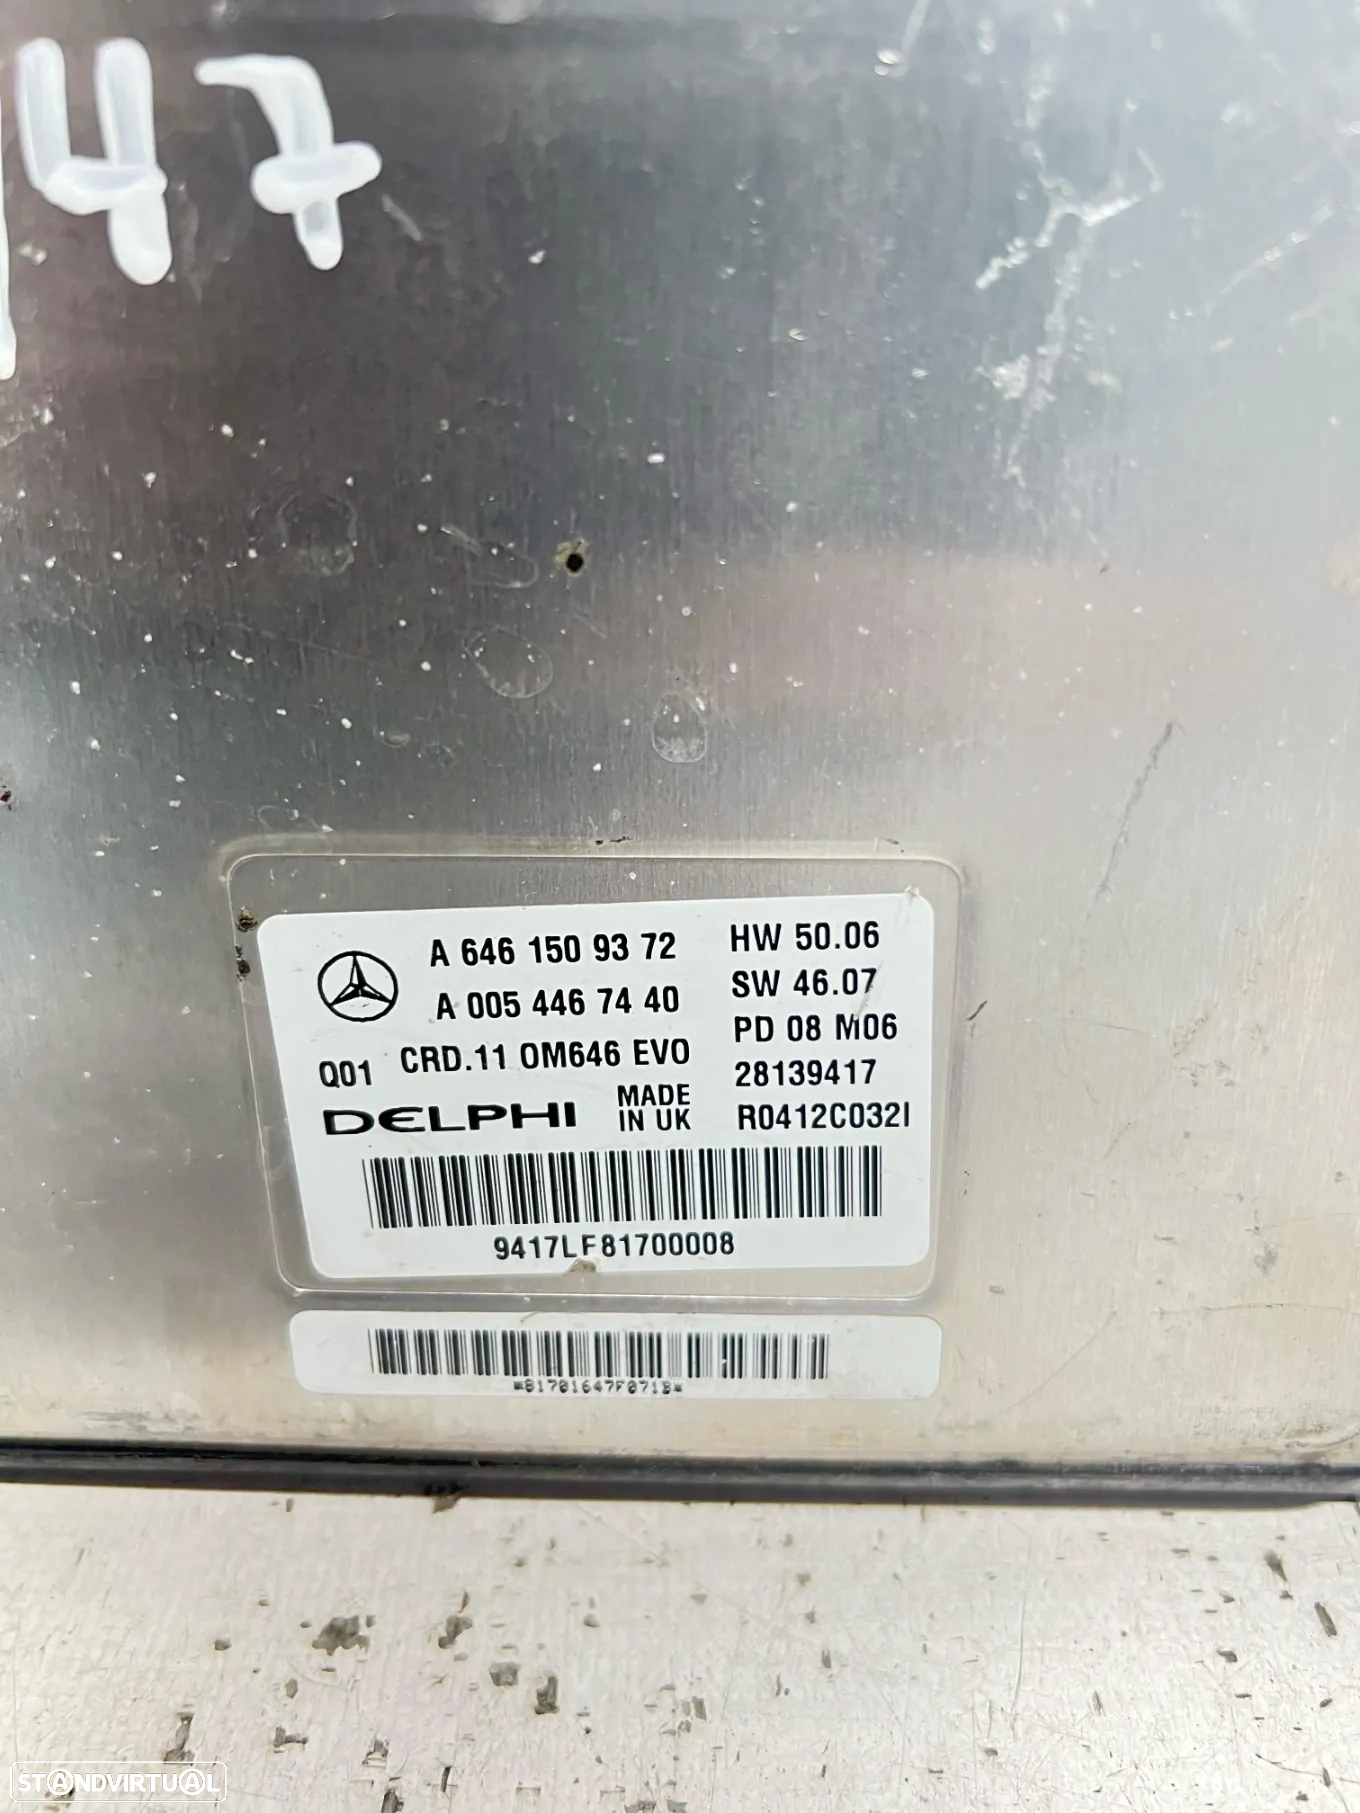 47
A 646 150 93 72
HW 50.06
A 005 446 74 40
SW 46.07
Q01 CRD.11 OM646 EVO
PD 08 M06
28139417
DELPHI
MADE
IN UK
R0412C032I
9417LF81700008
*81701647F071B*
STANDVIRTUAL